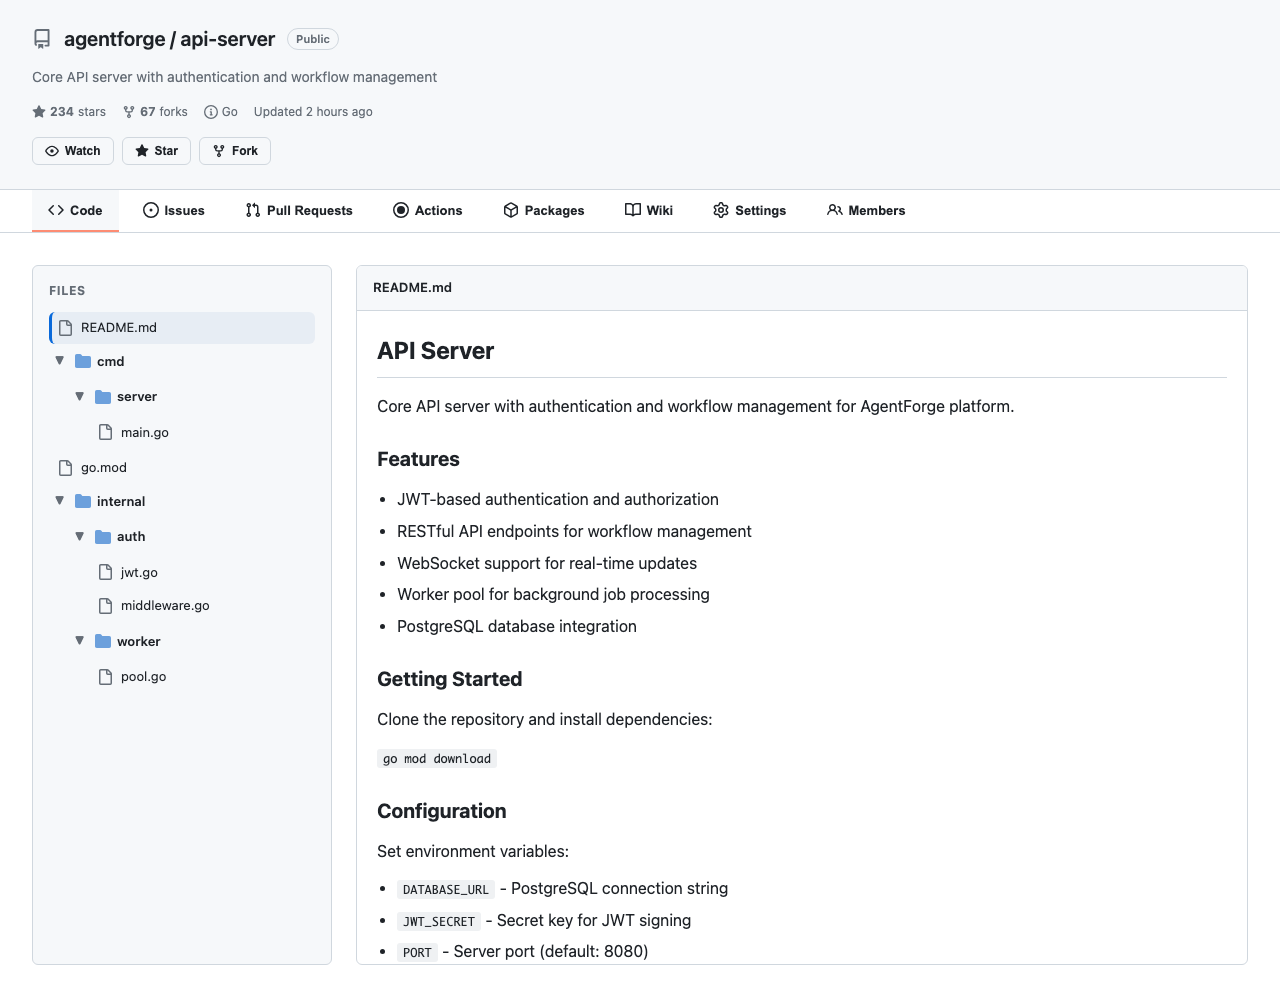 agentforge / api-server Public
Core API server with authentication and workflow management
234 stars 67 forks Go Updated 2 hours ago
Watch Star Fork
Code Issues Pull Requests Actions Packages Wiki Settings Members
FILES
README.md
cmd
server
main.go
go.mod
internal
auth
jwt.go
middleware.go
worker
pool.go
README.md
API Server
Core API server with authentication and workflow management for AgentForge platform.
Features
• JWT-based authentication and authorization
• RESTful API endpoints for workflow management
• WebSocket support for real-time updates
• Worker pool for background job processing
• PostgreSQL database integration
Getting Started
Clone the repository and install dependencies:
go mod download
Configuration
Set environment variables:
• DATABASE_URL - PostgreSQL connection string
• JWT_SECRET - Secret key for JWT signing
• PORT - Server port (default: 8080)